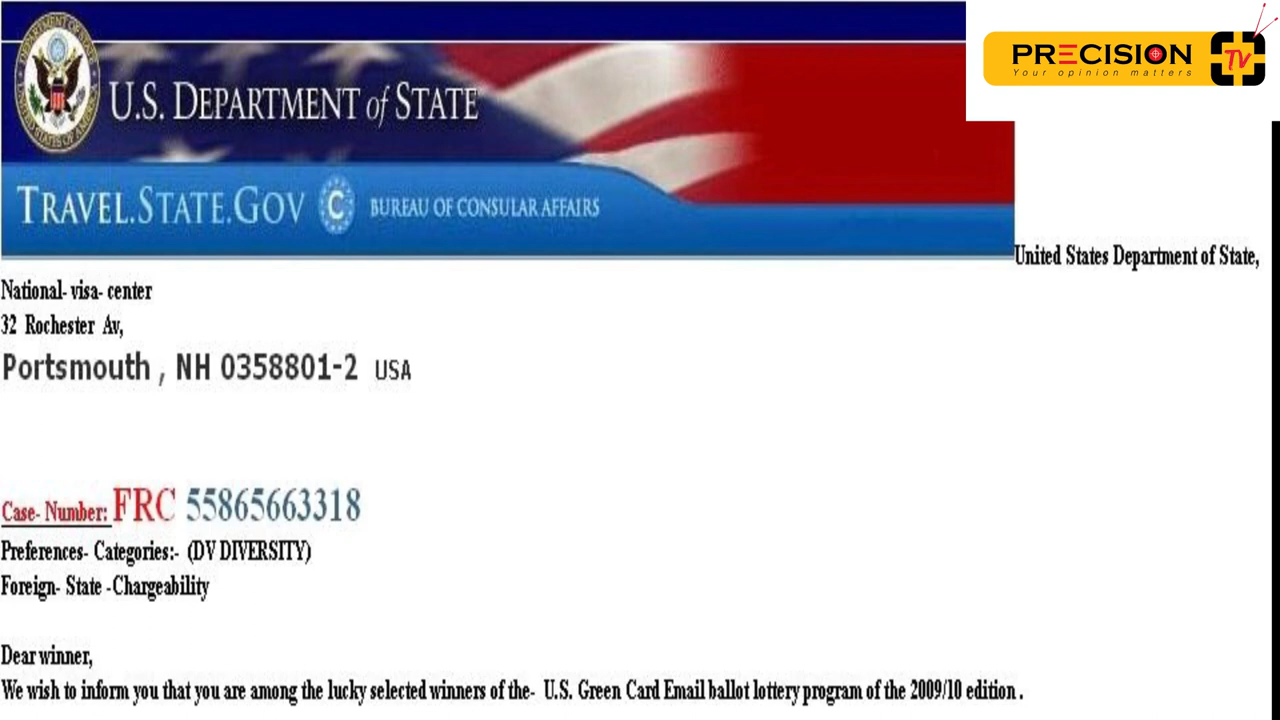 PRECISION TV
Your opinion matters
U.S. DEPARTMENT of STATE
TRAVEL.STATE.GOV C BUREAU OF CONSULAR AFFAIRS
United States Department of State,
National- visa- center
32 Rochester Av,
Portsmouth , NH 0358801-2 USA
Case- Number: FRC 55865663318
Preferences- Categories:- (DV DIVERSITY)
Foreign- State -Chargeability
Dear winner,
We wish to inform you that you are among the lucky selected winners of the- U.S. Green Card Email ballot lottery program of the 2009/10 edition .